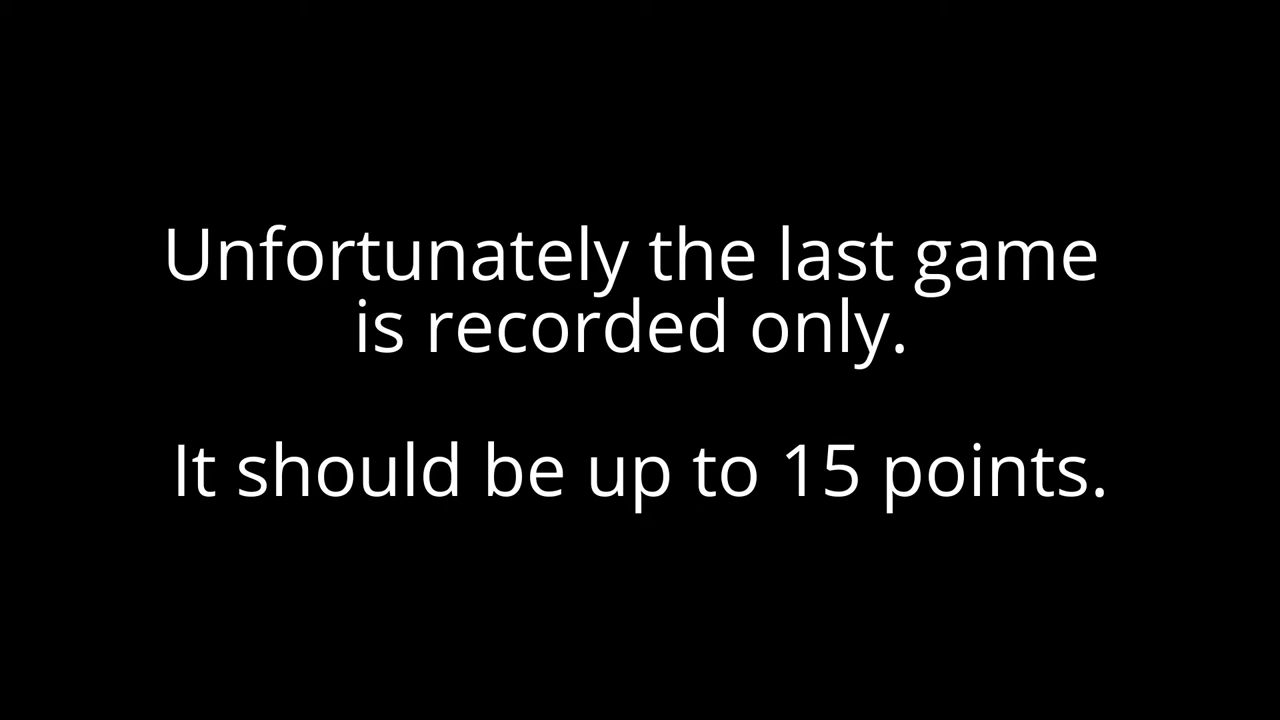 Unfortunately the last game
is recorded only.
It should be up to 15 points.